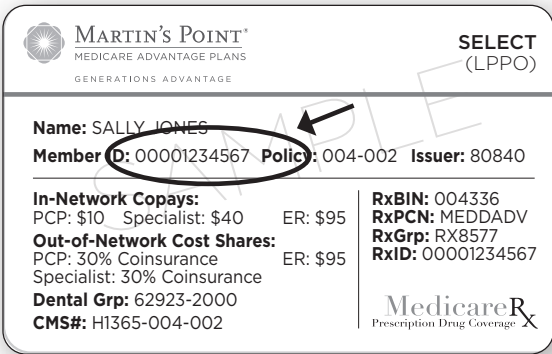 MARTIN'S POINT®
MEDICARE ADVANTAGE PLANS
GENERATIONS ADVANTAGE
SELECT
(LPPO)
SAMPLE
Name: SALLY JONES
Member ID: 00001234567 Policy: 004-002 Issuer: 80840
In-Network Copays:
PCP: $10 Specialist: $40 ER: $95
Out-of-Network Cost Shares:
PCP: 30% Coinsurance ER: $95
Specialist: 30% Coinsurance
Dental Grp: 62923-2000
CMS#: H1365-004-002
RxBIN: 004336
RxPCN: MEDDADV
RxGrp: RX8577
RxID: 00001234567
MedicareRx
Prescription Drug Coverage